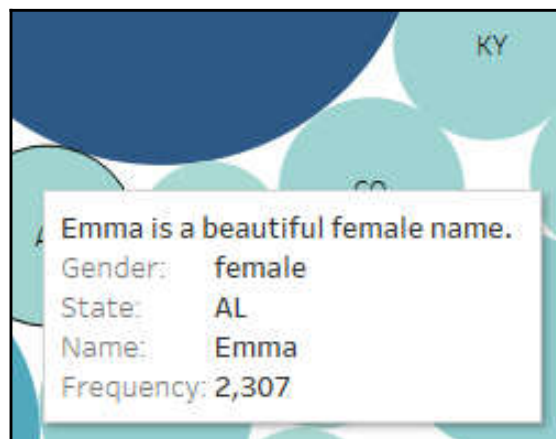 KY
CO
Emma is a beautiful female name.
Gender: female
State: AL
Name: Emma
Frequency: 2,307